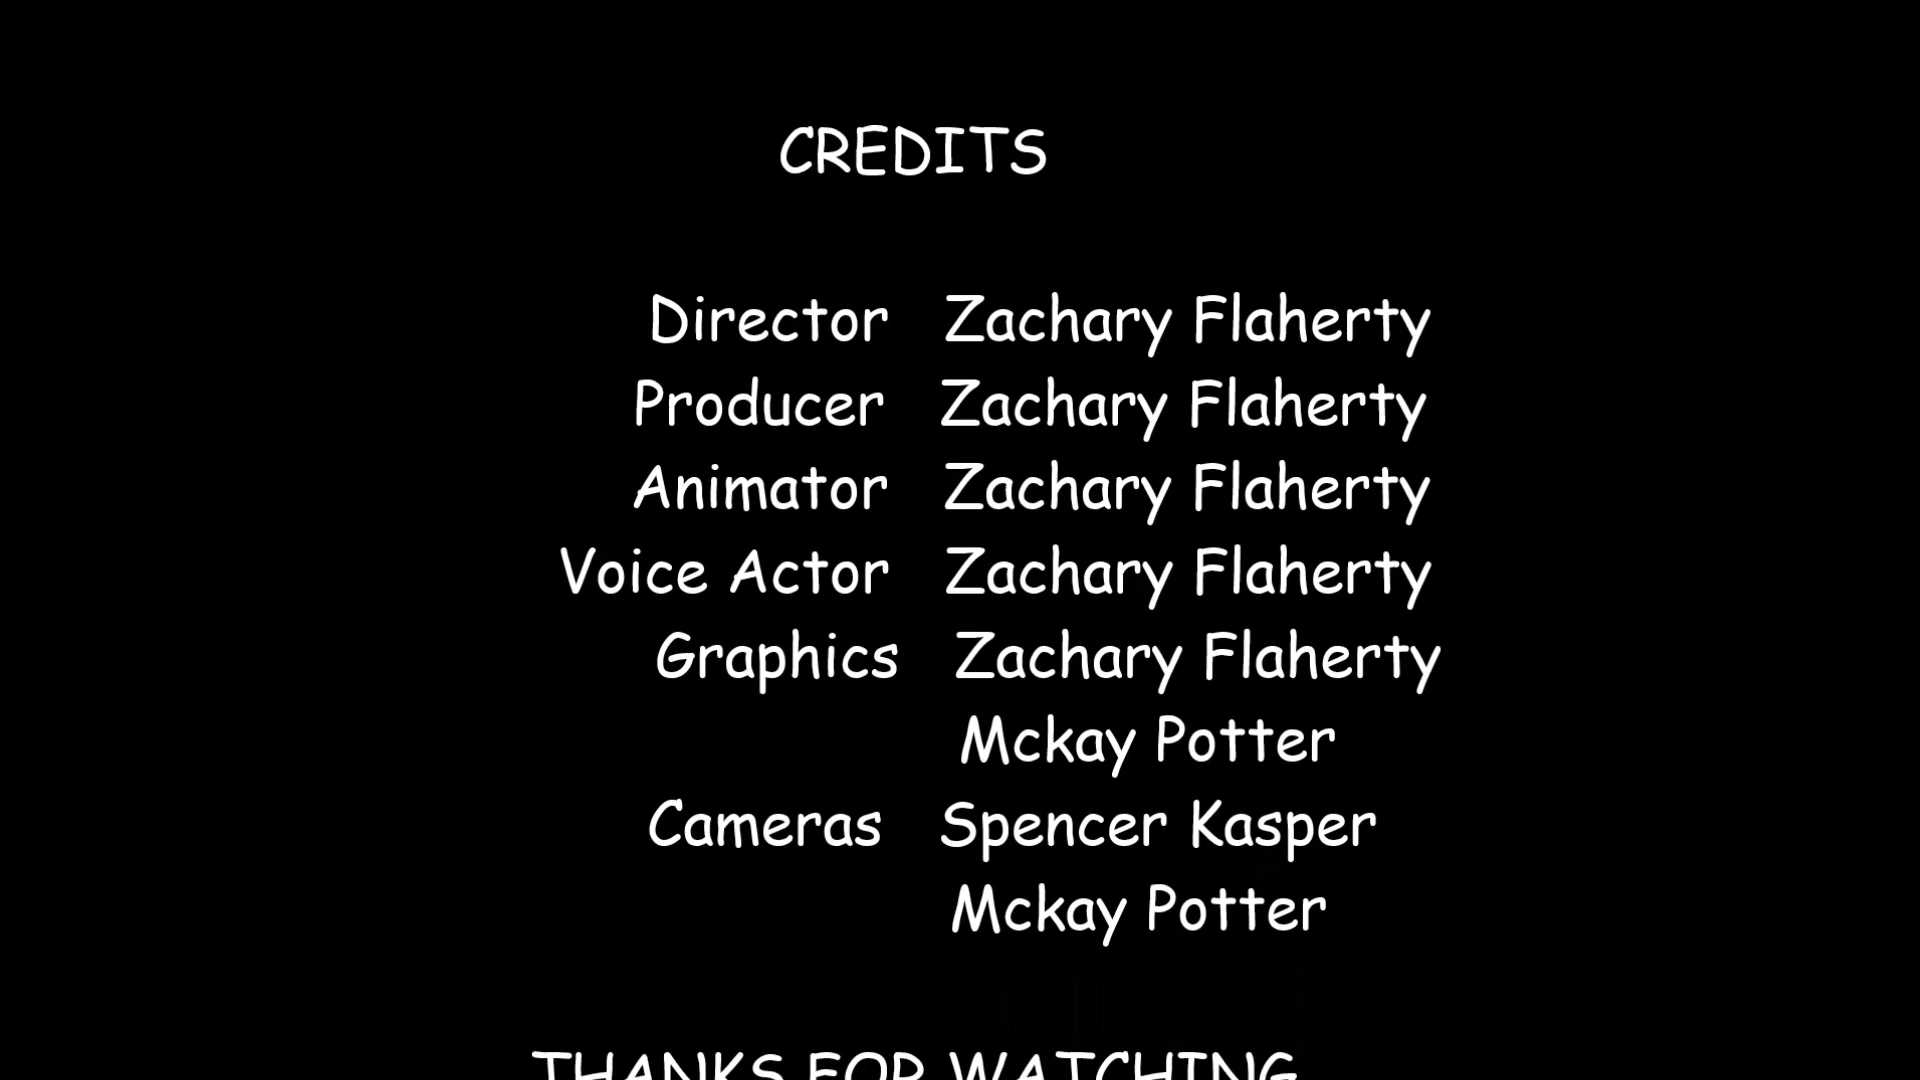 CREDITS
Director Zachary Flaherty
Producer Zachary Flaherty
Animator Zachary Flaherty
Voice Actor Zachary Flaherty
Graphics Zachary Flaherty
Mckay Potter
Cameras Spencer Kasper
Mckay Potter
THANKS FOR WATCHING